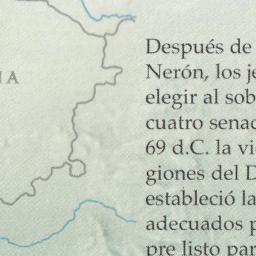 IA
Después de
Nerón, los je
elegir al sob
cuatro senad
69 d.C. la vi
giones del D
estableció la
adecuados p
pre listo par